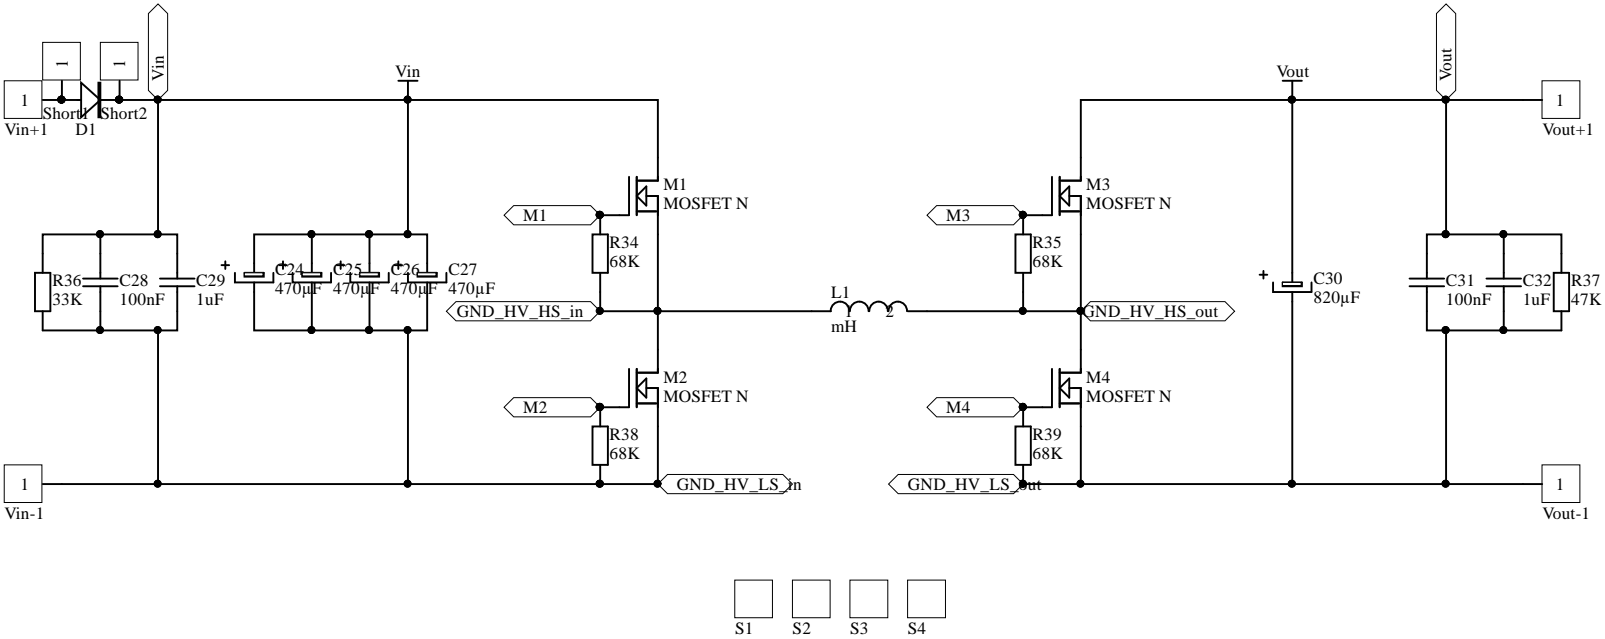 Vin
Vout
1
1
Vin
Vout
1
1
Short1
Short2
Vin+1
D1
Vout+1
M1
MOSFET N
M3
MOSFET N
M1
M3
R34
68K
R35
68K
R36
33K
C28
100nF
C29
1uF
C24
470µF
C25
470µF
C26
470µF
C27
470µF
L1
1
2
mH
C30
820µF
C31
100nF
C32
1uF
R37
47K
GND_HV_HS_in
GND_HV_HS_out
M2
MOSFET N
M4
MOSFET N
M2
M4
R38
68K
R39
68K
1
GND_HV_LS_in
GND_HV_LS_out
1
Vin-1
Vout-1
S1
S2
S3
S4